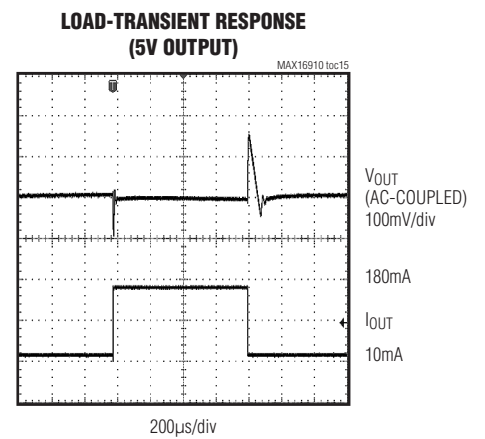 LOAD-TRANSIENT RESPONSE
(5V OUTPUT)
MAX16910 toc15
VOUT
(AC-COUPLED)
100mV/div
180mA
IOUT
10mA
200µs/div